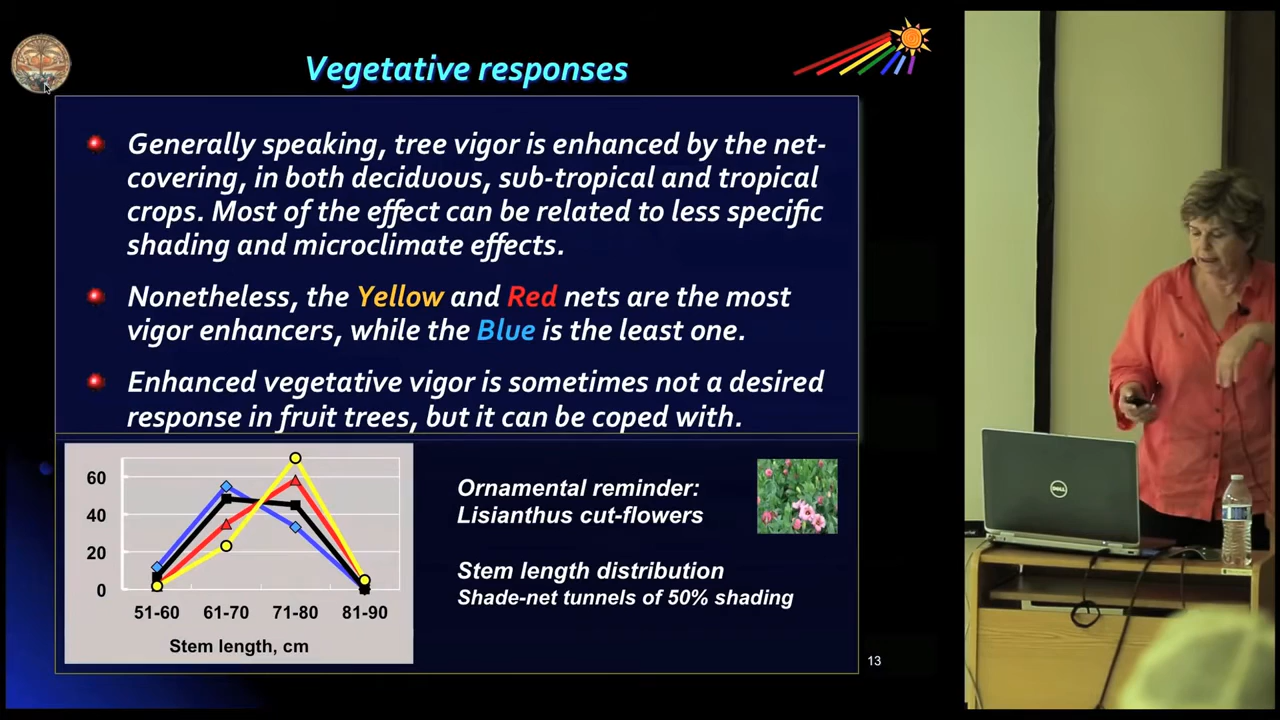 Vegetative responses
Generally speaking, tree vigor is enhanced by the net-
covering, in both deciduous, sub-tropical and tropical
crops. Most of the effect can be related to less specific
shading and microclimate effects.
Nonetheless, the Yellow and Red nets are the most
vigor enhancers, while the Blue is the least one.
Enhanced vegetative vigor is sometimes not a desired
response in fruit trees, but it can be coped with.
60
40
20
0
51-60 61-70 71-80 81-90
Stem length, cm
Ornamental reminder:
Lisianthus cut-flowers
Stem length distribution
Shade-net tunnels of 50% shading
13
DELL